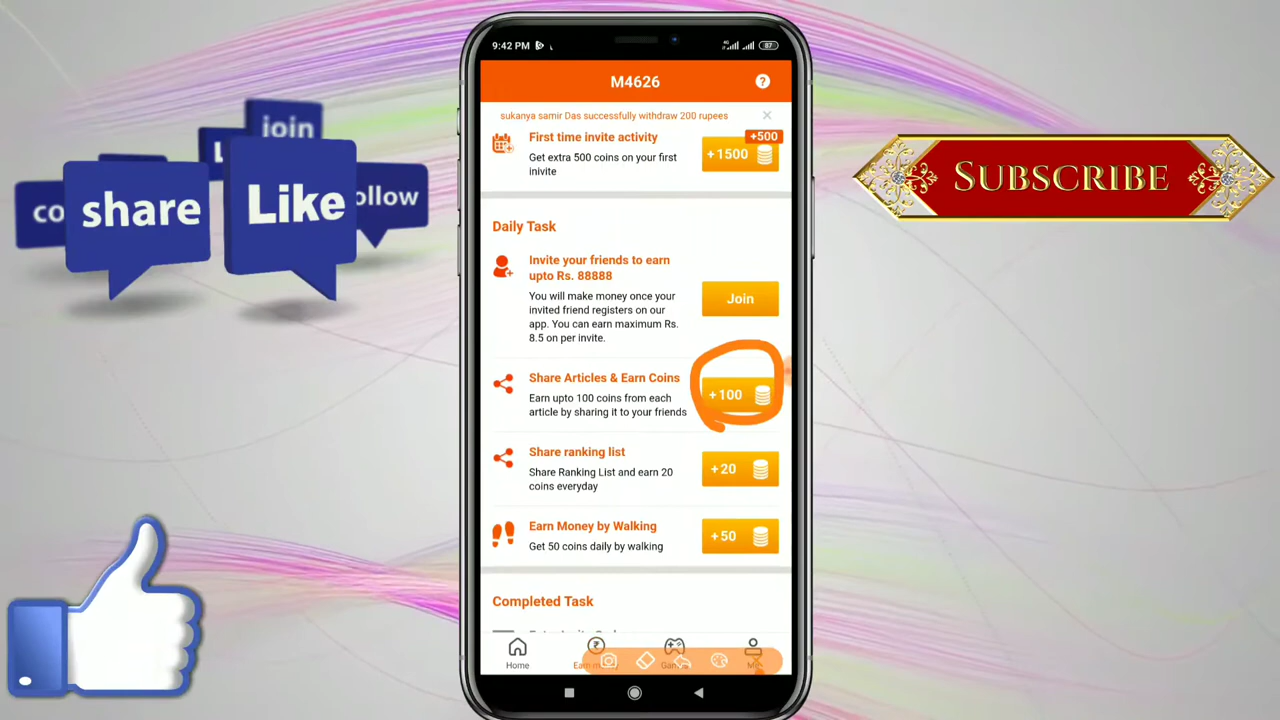 join
share
Like
SUBSCRIBE
9:42 PM
87
M4626
?
sukanya samir Das successfully withdraw 200 rupees
First time invite activity
+500
Get extra 500 coins on your first
inivite
+1500
Daily Task
Invite your friends to earn
upto Rs. 88888
You will make money once your
invited friend registers on our
app. You can earn maximum Rs.
8.5 on per invite.
Join
Share Articles & Earn Coins
Earn upto 100 coins from each
article by sharing it to your friends
+100
Share ranking list
Share Ranking List and earn 20
coins everyday
+20
Earn Money by Walking
Get 50 coins daily by walking
+50
Completed Task
Home